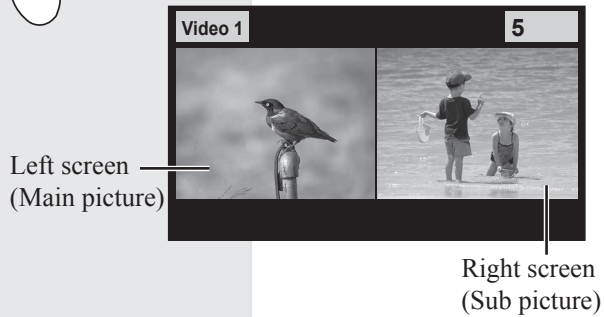 Video 1
5
Left screen
(Main picture)
Right screen
(Sub picture)